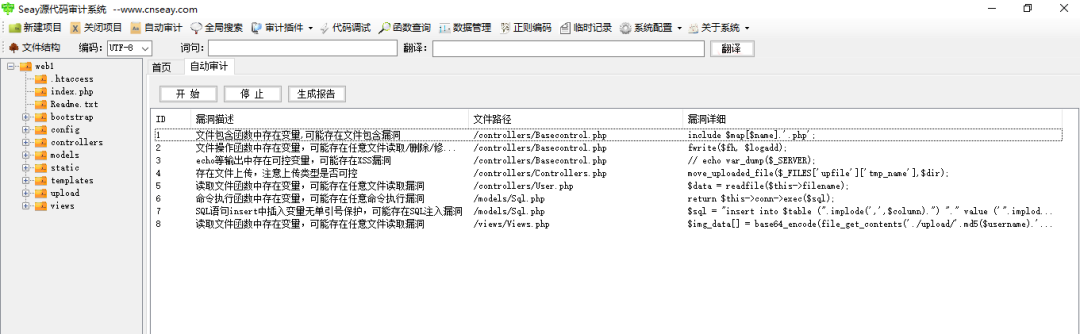 Seay源代码审计系统 --www.cnseay.com
新建项目 关闭项目 自动审计 全局搜索 审计插件 代码调试 函数查询 数据管理 正则编码 临时记录 系统配置 关于系统
文件结构 编码: UTF-8 词句: 翻译: 翻译
首页 自动审计
web1
.htaccess
index.php
Readme.txt
bootstrap
config
controllers
models
static
templates
upload
views
开 始 停 止 生成报告
ID 漏洞描述 文件路径 漏洞详细
1 文件包含函数中存在变量,可能存在文件包含漏洞 /controllers/Basecontrol.php include $map[$name].'.php';
2 文件操作函数中存在变量，可能存在任意文件读取/删除/修... /controllers/Basecontrol.php fwrite($fh, $logadd);
3 echo等输出中存在可控变量，可能存在XSS漏洞 /controllers/Basecontrol.php // echo var_dump($_SERVER);
4 存在文件上传，注意上传类型是否可控 /controllers/Controllers.php move_uploaded_file($_FILES['upfile']['tmp_name'],$dir);
5 读取文件函数中存在变量，可能存在任意文件读取漏洞 /controllers/User.php $data = readfile($this->filename);
6 命令执行函数中存在变量，可能存在任意命令执行漏洞 /models/Sql.php return $this->conn->exec($sql);
7 SQL语句insert中插入变量无单引号保护，可能存在SQL注入漏洞 /models/Sql.php $sql = "insert into $table (".implode(',',$column).") "." value ('".implod...
8 读取文件函数中存在变量，可能存在任意文件读取漏洞 /views/Views.php $img_data[] = base64_encode(file_get_contents('./upload/'.md5($username).'...